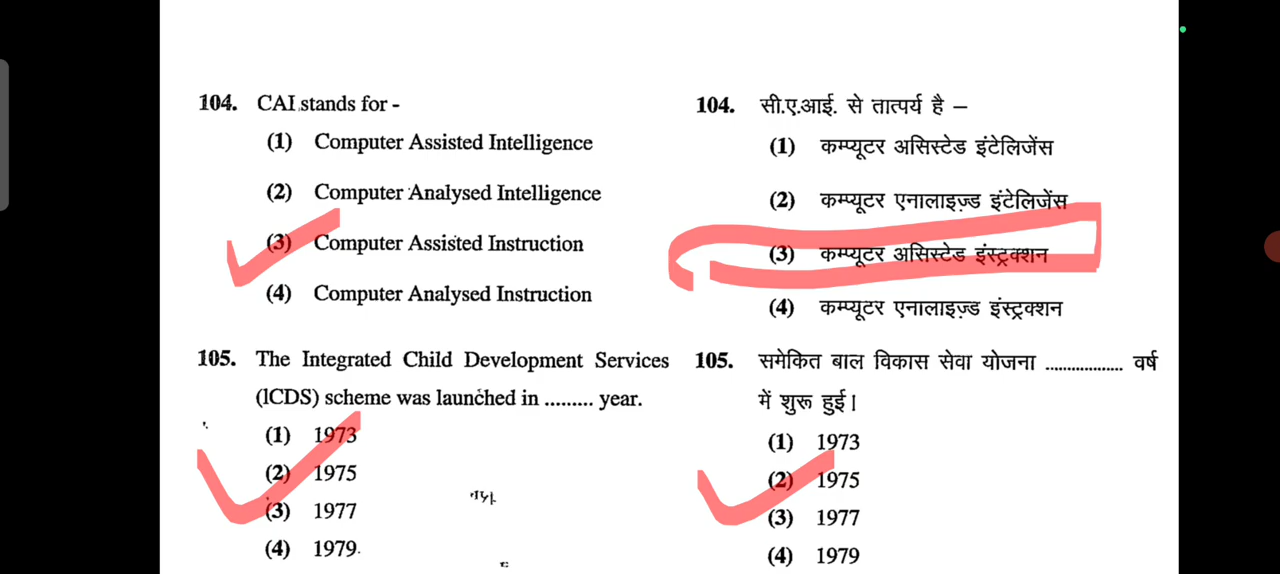 104. CAI stands for -
(1) Computer Assisted Intelligence
(2) Computer Analysed Intelligence
(3) Computer Assisted Instruction
(4) Computer Analysed Instruction
105. The Integrated Child Development Services
(ICDS) scheme was launched in ......... year.
(1) 1973
(2) 1975
(3) 1977
(4) 1979
104. सी.ए.आई. से तात्पर्य है –
(1) कम्प्यूटर असिस्टेड इंटेलिजेंस
(2) कम्प्यूटर एनालाइज़्ड इंटेलिजेंस
(3) कम्प्यूटर असिस्टेड इंस्ट्रक्शन
(4) कम्प्यूटर एनालाइज़्ड इंस्ट्रक्शन
105. समेकित बाल विकास सेवा योजना .................. वर्ष
में शुरू हुई।
(1) 1973
(2) 1975
(3) 1977
(4) 1979